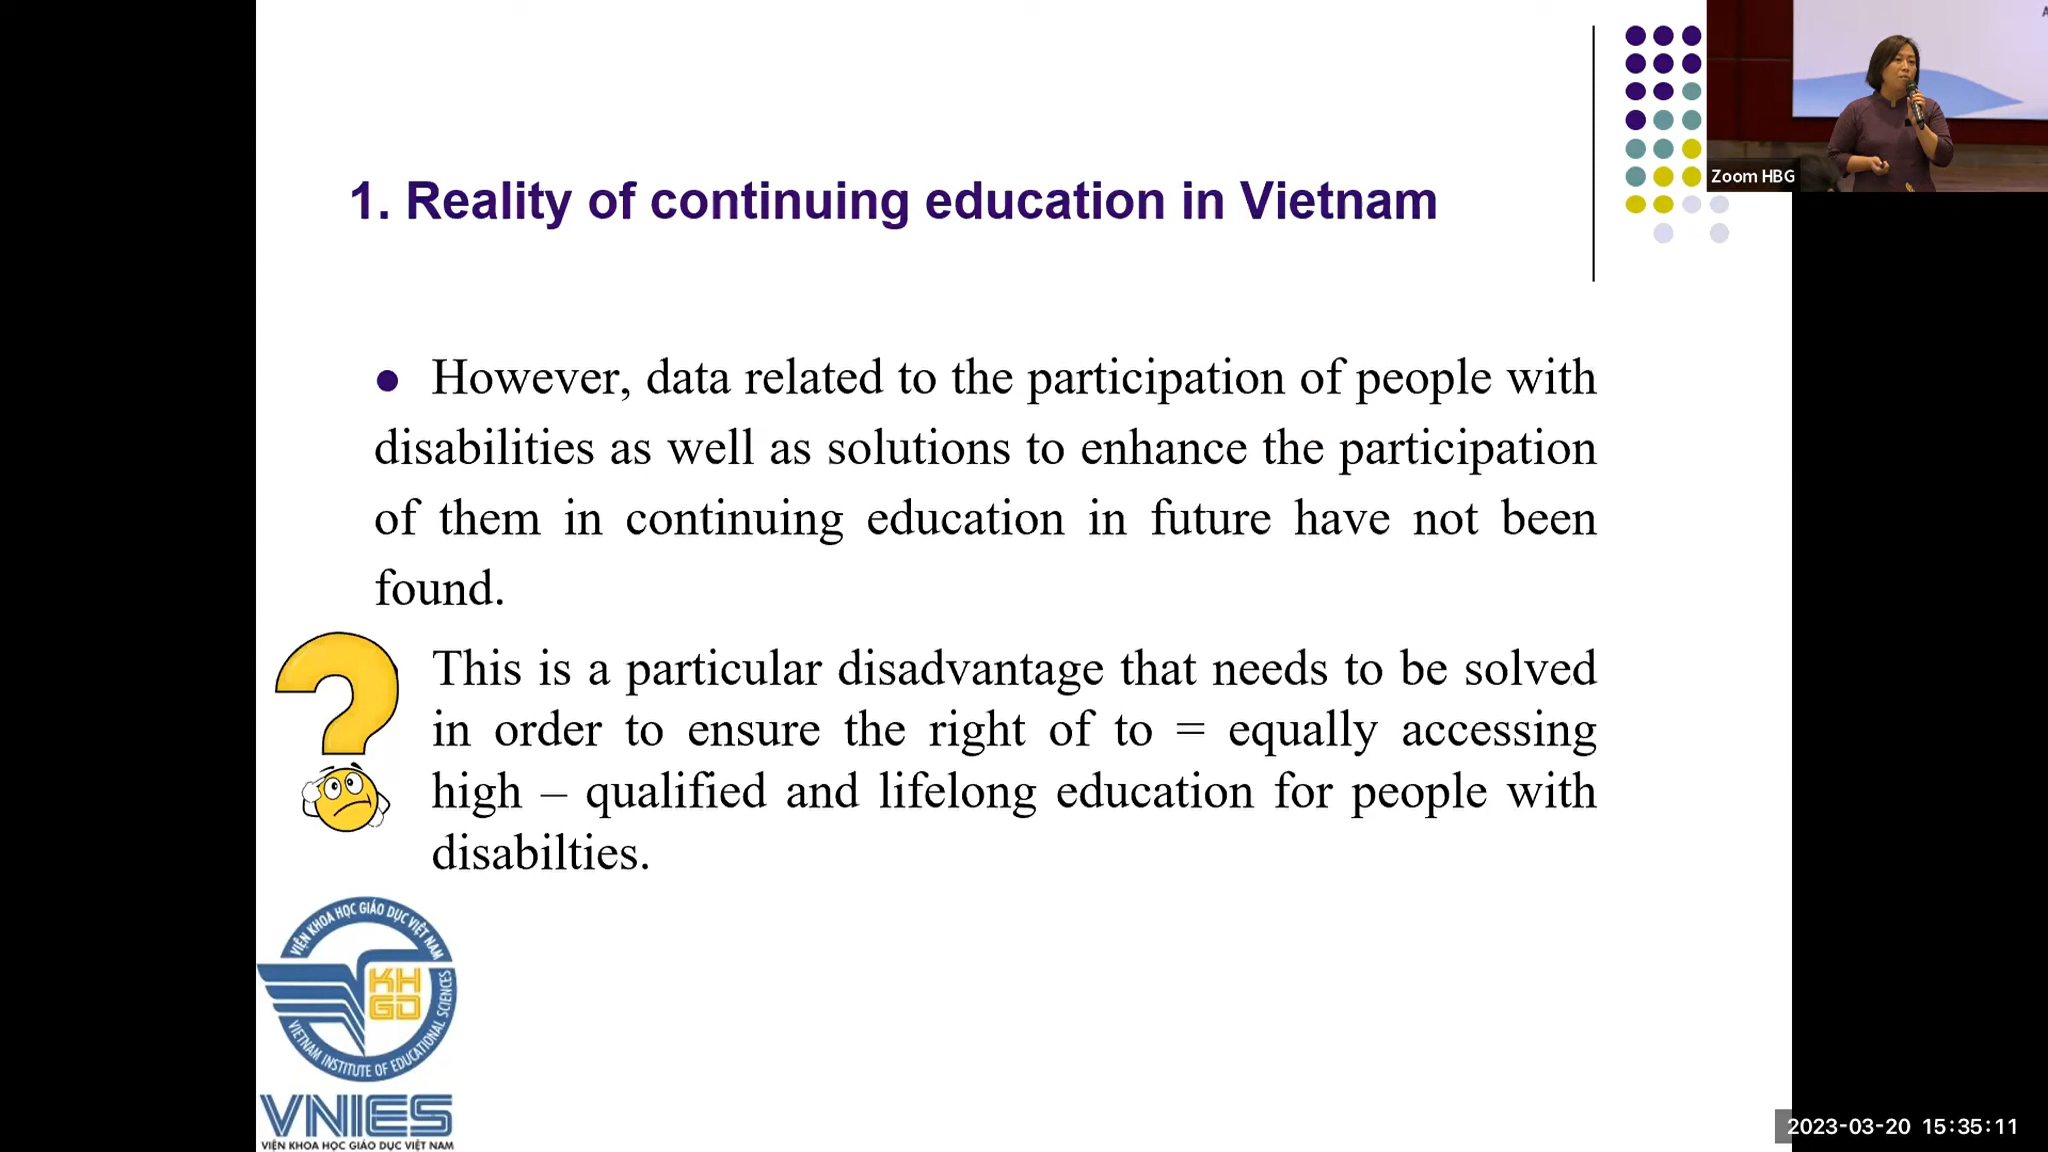 1. Reality of continuing education in Vietnam
Zoom HBG
However, data related to the participation of people with
disabilities as well as solutions to enhance the participation
of them in continuing education in future have not been
found.
This is a particular disadvantage that needs to be solved
in order to ensure the right of to = equally accessing
high – qualified and lifelong education for people with
disabilties.
VIỆN KHOA HỌC GIÁO DỤC VIỆT NAM
KH
GD
VIETNAM INSTITUTE OF EDUCATIONAL SCIENCES
VNIES
VIỆN KHOA HỌC GIÁO DỤC VIỆT NAM
2023-03-20 15:35:11